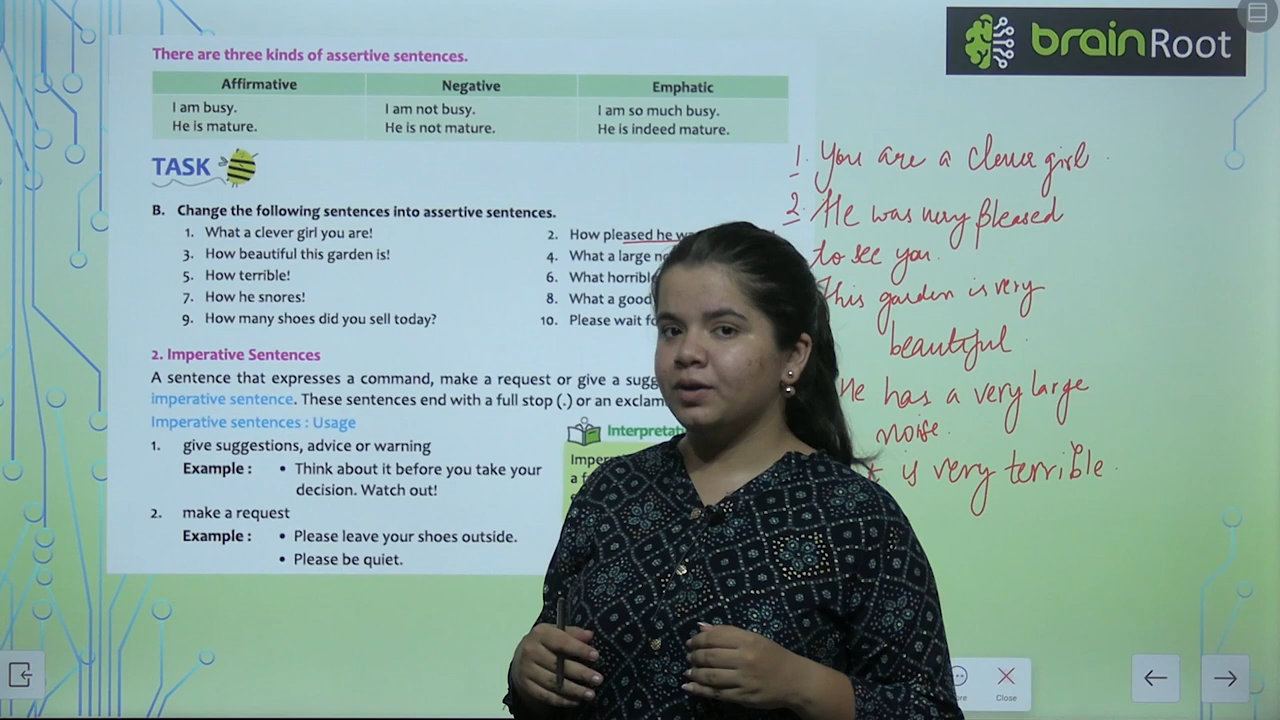 brainRoot
There are three kinds of assertive sentences.
Affirmative Negative Emphatic
I am busy. I am not busy. I am so much busy.
He is mature. He is not mature. He is indeed mature.
TASK
B. Change the following sentences into assertive sentences.
1. What a clever girl you are! 2. How pleased he
3. How beautiful this garden is! 4. What a large
5. How terrible! 6. What horrible
7. How he snores! 8. What a good
9. How many shoes did you sell today? 10. Please wait
2. Imperative Sentences
A sentence that expresses a command, make a request or give a
imperative sentence. These sentences end with a full stop (.) or an
Imperative sentences : Usage
1. give suggestions, advice or warning
Example : • Think about it before you take your
decision. Watch out!
2. make a request
Example : • Please leave your shoes outside.
• Please be quiet.
1. You are a clever girl.
2. He was very pleased
to see you.
This garden is very
beautiful.
He has a very large
noise.
is very terrible.
Close